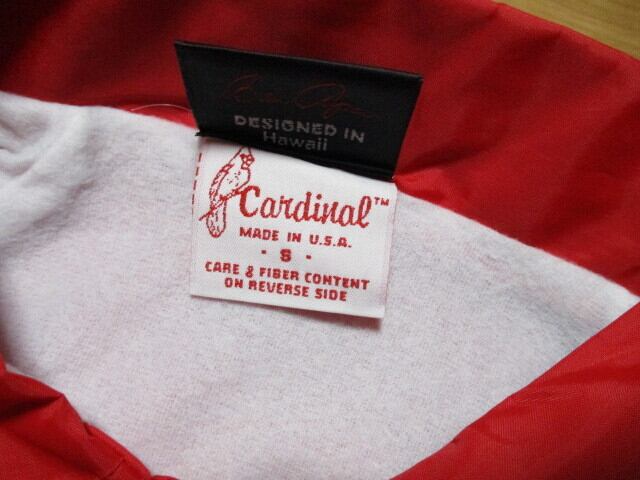 DESIGNED IN
Hawaii
Cardinal™
MADE IN U.S.A.
- S -
CARE & FIBER CONTENT
ON REVERSE SIDE